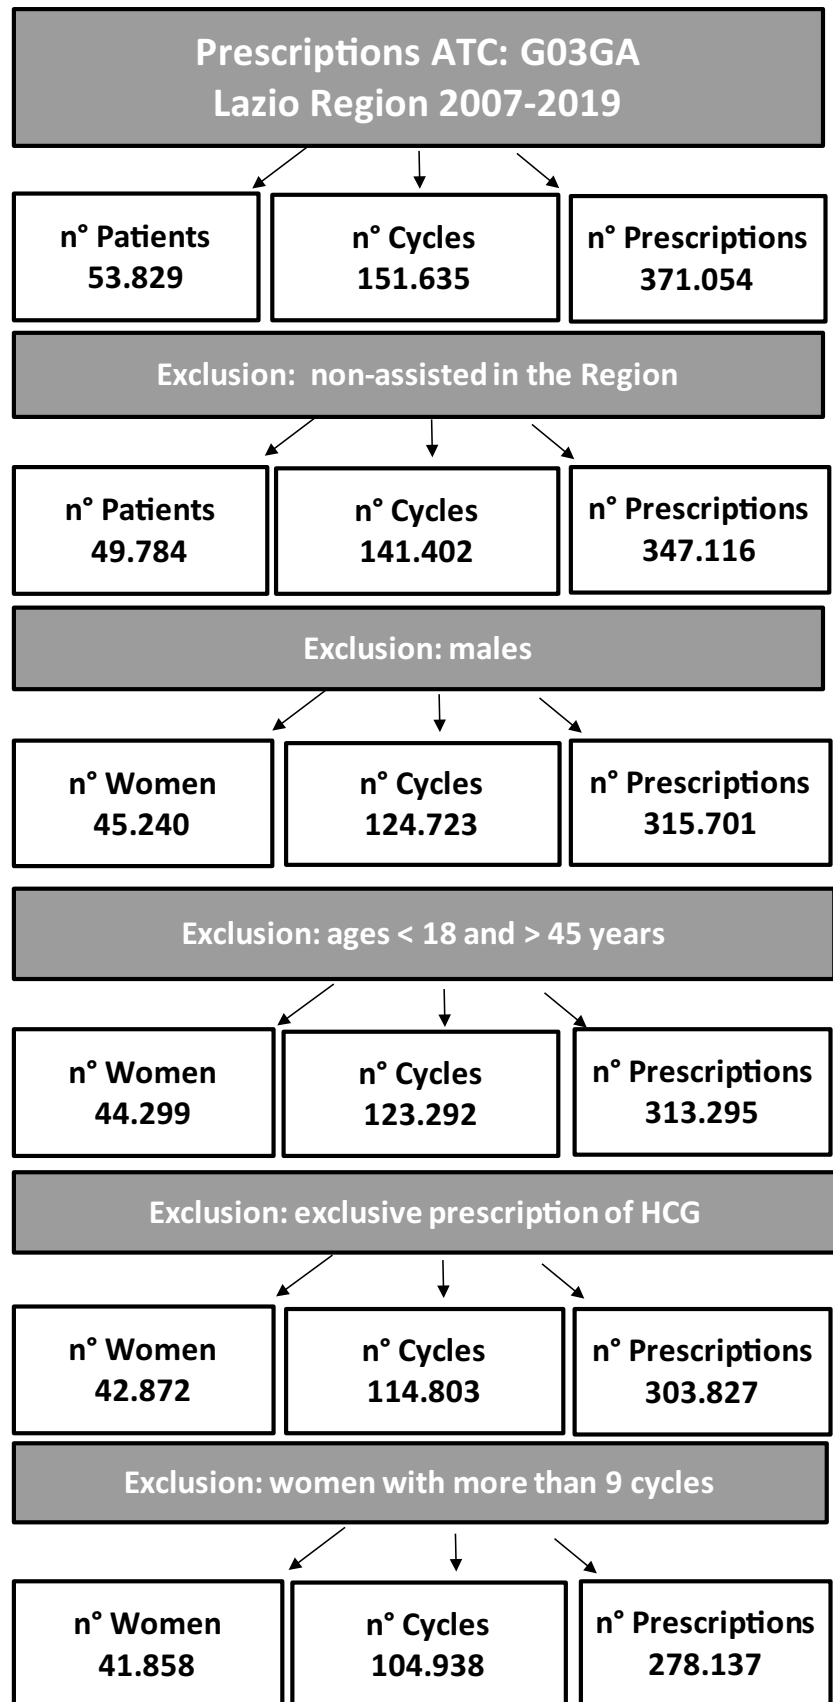 Prescriptions ATC: G03GA
Lazio Region 2007-2019
n° Patients
53.829
n° Cycles
151.635
n° Prescriptions
371.054
Exclusion: non-assisted in the Region
n° Patients
49.784
n° Cycles
141.402
n° Prescriptions
347.116
Exclusion: males
n° Women
45.240
n° Cycles
124.723
n° Prescriptions
315.701
Exclusion: ages < 18 and > 45 years
n° Women
44.299
n° Cycles
123.292
n° Prescriptions
313.295
Exclusion: exclusive prescription of HCG
n° Women
42.872
n° Cycles
114.803
n° Prescriptions
303.827
Exclusion: women with more than 9 cycles
n° Women
41.858
n° Cycles
104.938
n° Prescriptions
278.137